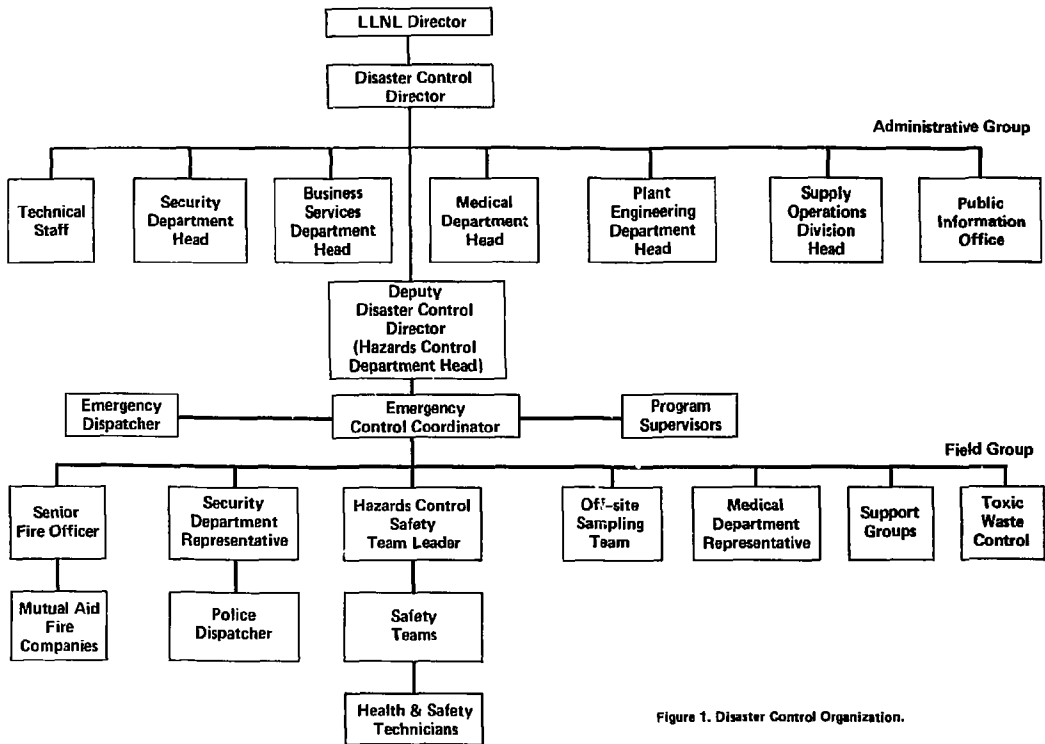 LLNL Director
Disaster Control
Director
Administrative Group
Technical
Staff
Security
Department
Head
Business
Services
Department
Head
Medical
Department
Head
Plant
Engineering
Department
Head
Supply
Operations
Division
Head
Public
Information
Office
Deputy
Disaster Control
Director
(Hazards Control
Department Head)
Emergency
Dispatcher
Emergency
Control Coordinator
Program
Supervisors
Field Group
Senior
Fire Officer
Security
Department
Representative
Hazards Control
Safety
Team Leader
Off-site
Sampling
Team
Medical
Department
Representative
Support
Groups
Toxic
Waste
Control
Mutual Aid
Fire
Companies
Police
Dispatcher
Safety
Teams
Health & Safety
Technicians
Figure 1. Disaster Control Organization.